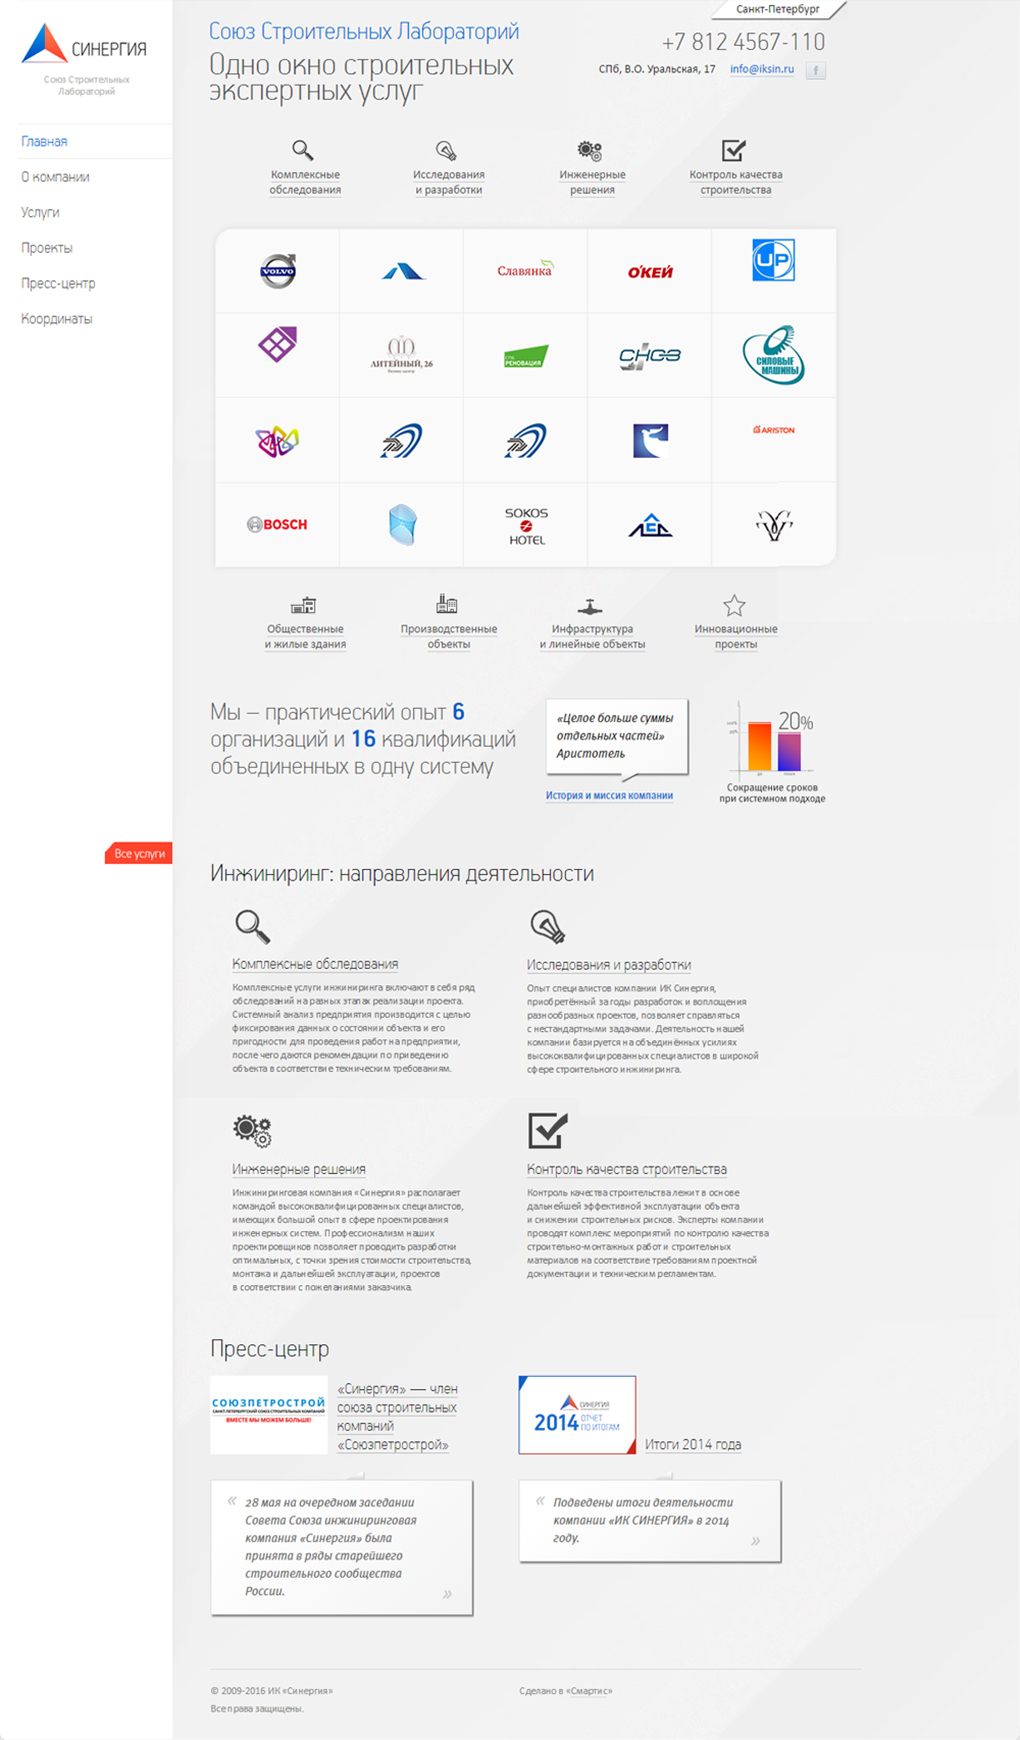 СИНЕРГИЯ
Союз Строительных
Лабораторий
Главная
О компании
Услуги
Проекты
Пресс-центр
Координаты
Все услуги
Санкт-Петербург
Союз Строительных Лабораторий
Одно окно строительных
экспертных услуг
+7 812 4567-110
СПб, В.О. Уральская, 17 info@iksin.ru f
Комплексные
обследования
Исследования
и разработки
Инженерные
решения
Контроль качества
строительства
VOLVO
Славянка
О'КЕЙ
UP
ЛИТЕЙНЫЙ, 26
РЕНОВАЦИЯ
СИЛОВЫЕ
МАШИНЫ
ARISTON
BOSCH
SOKOS
HOTEL
ЛЕД
Общественные
и жилые здания
Производственные
объекты
Инфраструктура
и линейные объекты
Инновационные
проекты
Мы – практический опыт 6
организаций и 16 квалификаций
объединенных в одну систему
«Целое больше суммы
отдельных частей»
Аристотель
История и миссия компании
20%
Сокращение сроков
при системном подходе
Инжиниринг: направления деятельности
Комплексные обследования
Комплексные услуги инжиниринга включают в себя ряд
обследований на разных этапах реализации проекта.
Системный анализ предприятия производится с целью
фиксирования данных о состоянии объекта и его
пригодности для проведения работ на предприятии,
после чего даются рекомендации по приведению
объекта в соответствие техническим требованиям.
Исследования и разработки
Опыт специалистов компании ИК Синергия,
приобретённый за годы разработок и воплощения
разнообразных проектов, позволяет справляться
с нестандартными задачами. Деятельность нашей
компании базируется на объединённых усилиях
высококвалифицированных специалистов в широкой
сфере строительного инжиниринга.
Инженерные решения
Инжиниринговая компания «Синергия» располагает
командой высококвалифицированных специалистов,
имеющих большой опыт в сфере проектирования
инженерных систем. Профессионализм наших
проектировщиков позволяет проводить разработки
оптимальных, с точки зрения стоимости строительства,
монтажа и дальнейшей эксплуатации, проектов
в соответствии с пожеланиями заказчика.
Контроль качества строительства
Контроль качества строительства лежит в основе
дальнейшей эффективной эксплуатации объекта
и снижении строительных рисков. Эксперты компании
проводят комплекс мероприятий по контролю качества
строительно-монтажных работ и строительных
материалов на соответствие требованиям проектной
документации и техническим регламентам.
Пресс-центр
СОЮЗПЕТРОСТРОЙ
САНКТ-ПЕТЕРБУРГСКИЙ СОЮЗ СТРОИТЕЛЬНЫХ КОМПАНИЙ
ВМЕСТЕ МЫ МОЖЕМ БОЛЬШЕ!
«Синергия» — член
союза строительных
компаний
«Союзпетрострой»
СИНЕРГИЯ
2014 ОТЧЕТ
ПО ИТОГАМ
Итоги 2014 года
« 28 мая на очередном заседании
Совета Союза инжиниринговая
компания «Синергия» была
принята в ряды старейшего
строительного сообщества
России. »
« Подведены итоги деятельности
компании «ИК СИНЕРГИЯ» в 2014
году. »
© 2009-2016 ИК «Синергия»
Все права защищены.
Сделано в «Смартис»